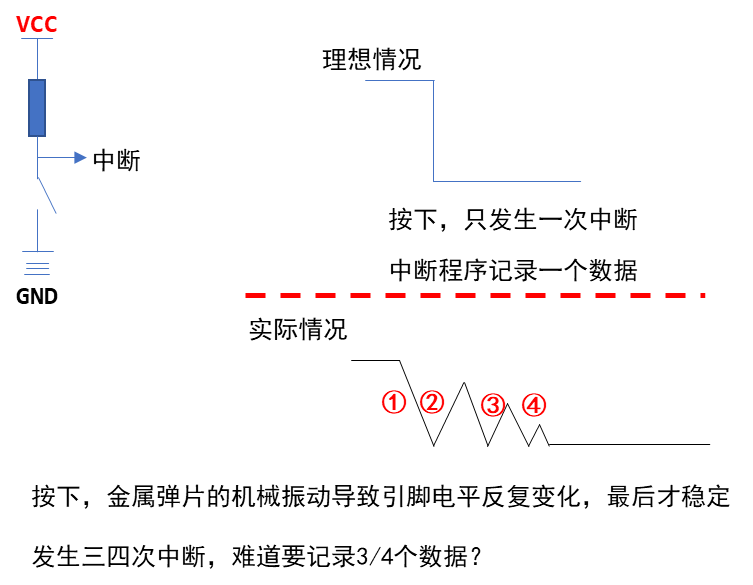 VCC
理想情况
中断
按下，只发生一次中断
中断程序记录一个数据
GND
实际情况
① ② ③ ④
按下，金属弹片的机械振动导致引脚电平反复变化，最后才稳定
发生三四次中断，难道要记录3/4个数据？